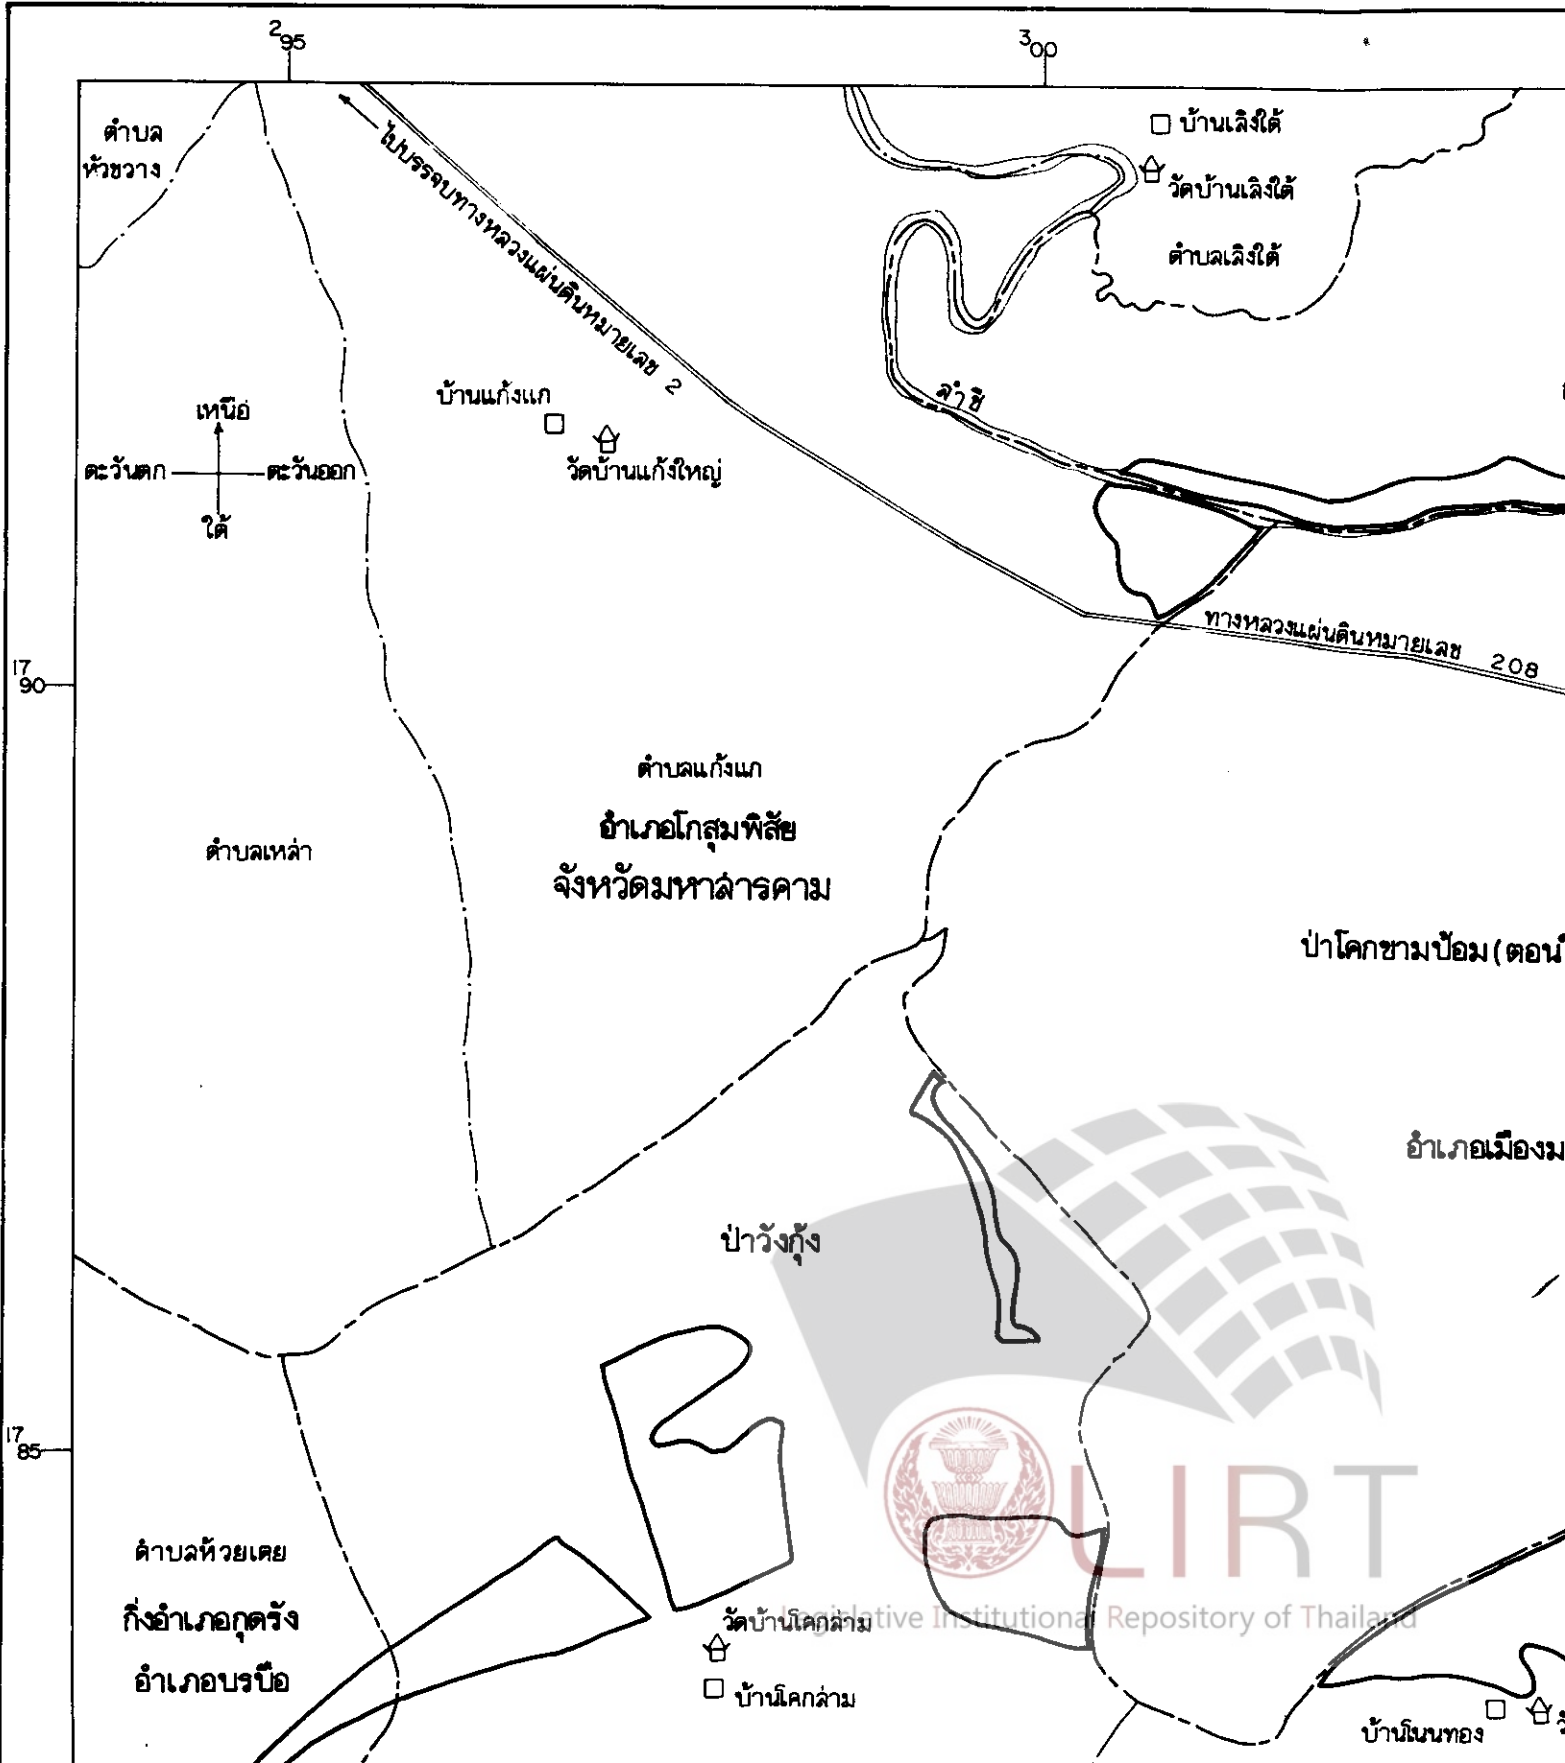 295
300
ตำบล
หัวขวาง
ไปบรรจบทางหลวงแผ่นดินหมายเลข 2
บ้านเลิงใต้
วัดบ้านเลิงใต้
ตำบลเลิงใต้
ลำชี
บ้านแก้งแก
วัดบ้านแก้งใหญ่
เหนือ
ตะวันตก
ตะวันออก
ใต้
ทางหลวงแผ่นดินหมายเลข 208
1790
ตำบลแก้งแก
อำเภอโกสุมพิสัย
จังหวัดมหาสารคาม
ตำบลเหล่า
ป่าโคกขามป้อม (ตอน
อำเภอเมืองม
ป่าวังกุ้ง
1785
LIRT
Legislative Institutional Repository of Thailand
ตำบลห้วยเตย
กิ่งอำเภอกุดรัง
อำเภอบรบือ
วัดบ้านโคกล่าม
บ้านโคกล่าม
บ้านโนนทอง